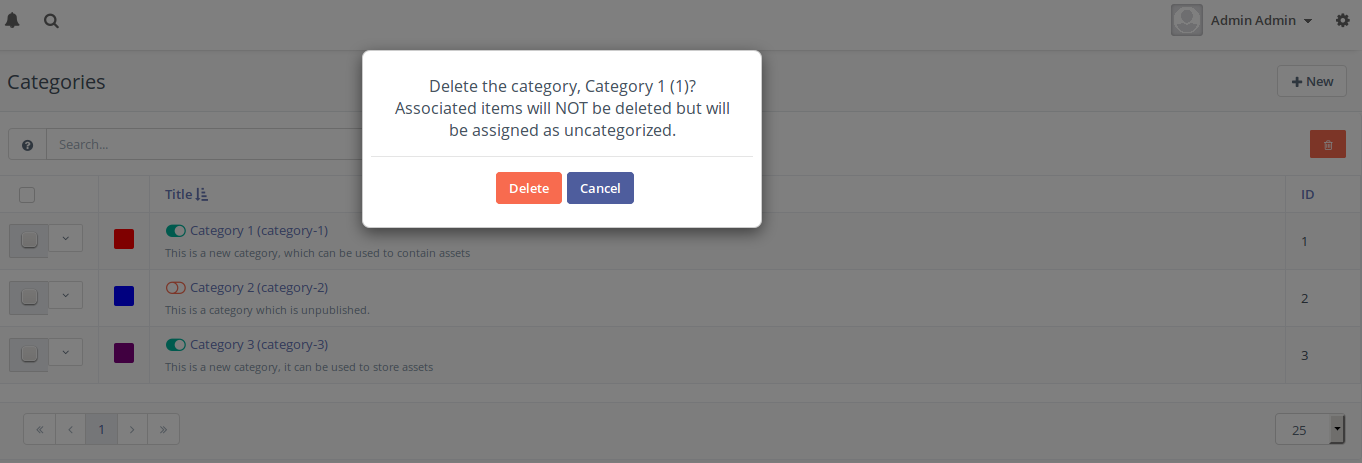 Admin Admin
Categories
New
Delete the category, Category 1 (1)?
Associated items will NOT be deleted but will
be assigned as uncategorized.
Delete Cancel
Search...
Title ID
Category 1 (category-1)
This is a new category, which can be used to contain assets
1
Category 2 (category-2)
This is a category which is unpublished.
2
Category 3 (category-3)
This is a new category, it can be used to store assets
3
« ‹ 1 › »
25